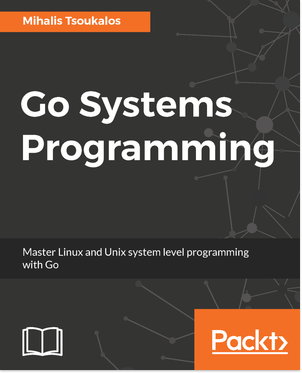 Mihalis Tsoukalos
Go Systems
Programming
Master Linux and Unix system level programming
with Go
Packt>